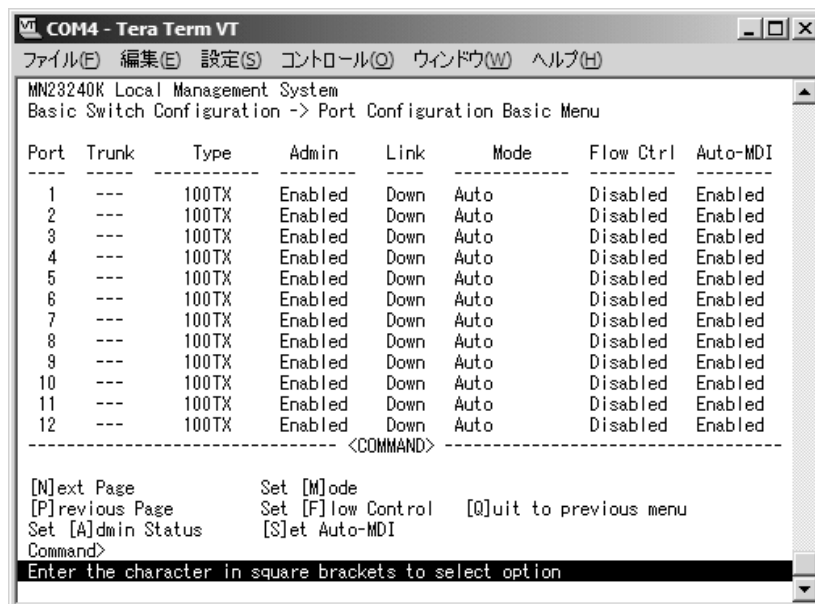 COM4 - Tera Term VT
ファイル(F) 編集(E) 設定(S) コントロール(O) ウィンドウ(W) ヘルプ(H)
MN23240K Local Management System
Basic Switch Configuration -> Port Configuration Basic Menu
Port Trunk Type Admin Link Mode Flow Ctrl Auto-MDI
---- ----- ----------- ------- ---- ------------ --------- --------
1 --- 100TX Enabled Down Auto Disabled Enabled
2 --- 100TX Enabled Down Auto Disabled Enabled
3 --- 100TX Enabled Down Auto Disabled Enabled
4 --- 100TX Enabled Down Auto Disabled Enabled
5 --- 100TX Enabled Down Auto Disabled Enabled
6 --- 100TX Enabled Down Auto Disabled Enabled
7 --- 100TX Enabled Down Auto Disabled Enabled
8 --- 100TX Enabled Down Auto Disabled Enabled
9 --- 100TX Enabled Down Auto Disabled Enabled
10 --- 100TX Enabled Down Auto Disabled Enabled
11 --- 100TX Enabled Down Auto Disabled Enabled
12 --- 100TX Enabled Down Auto Disabled Enabled
---------------------------------- <COMMAND> -------------------------------------
[N]ext Page Set [M]ode
[P]revious Page Set [F]low Control [Q]uit to previous menu
Set [A]dmin Status [S]et Auto-MDI
Command>
Enter the character in square brackets to select option